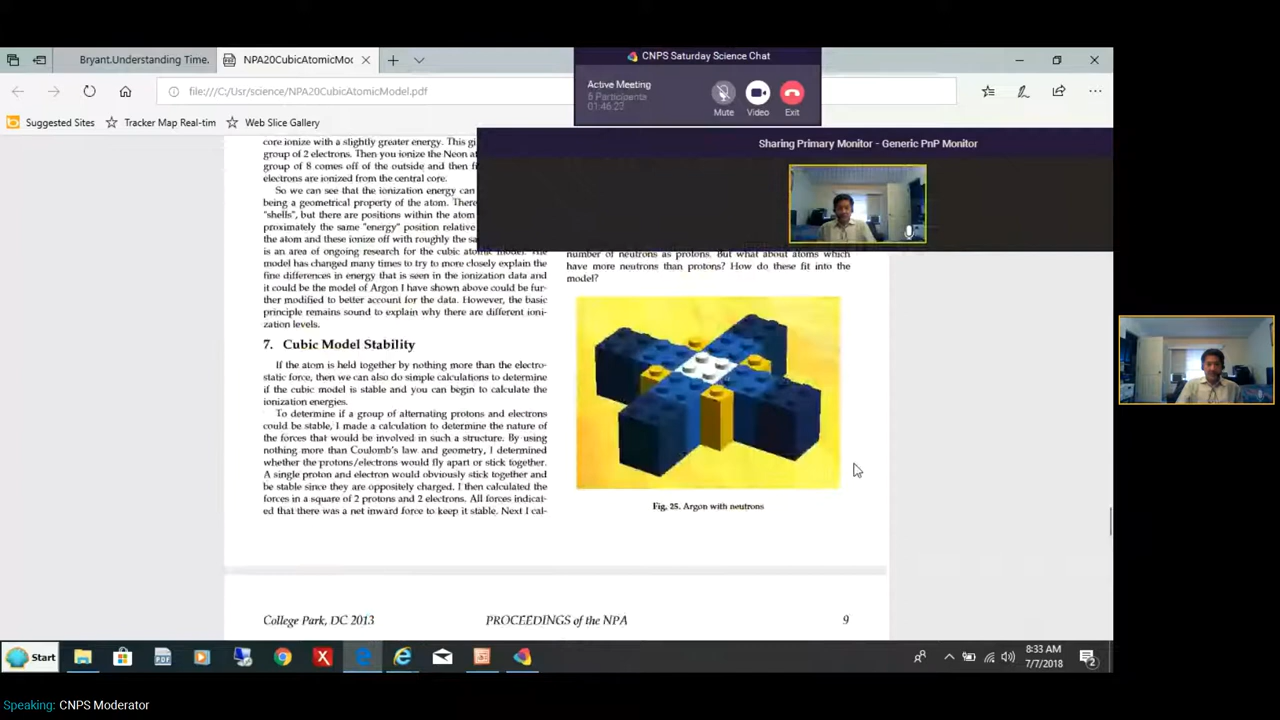 CNPS Saturday Science Chat
Bryant.Understanding Time.
NPA20CubicAtomicMo
Active Meeting
Participants
Mute
Video
Exit
file:///C:/Usr/science/NPA20CubicAtomicModel.pdf
Suggested Sites
Tracker Map Real-tim
Web Slice Gallery
Sharing Primary Monitor - Generic PnP Monitor
core ionize with a slightly greater energy. This gi
group of 2 electrons. Then you ionize the Neon a
group of 8 comes off of the outside and then f
electrons are ionized from the central core.
So we can see that the ionization energy can
being a geometrical property of the atom. There
"shells", but there are positions within the atom
proximately the same "energy" position relative
the atom and these ionize off with roughly the sa
is an area of ongoing research for the cubic atomic model. The
model has changed many times to try to more closely explain the
fine differences in energy that is seen in the ionization data and
it could be the model of Argon I have shown above could be fur-
ther modified to better account for the data. However, the basic
principle remains sound to explain why there are different ioni-
zation levels.
7. Cubic Model Stability
If the atom is held together by nothing more than the electro-
static force, then we can also do simple calculations to determine
if the cubic model is stable and you can begin to calculate the
ionization energies.
To determine if a group of alternating protons and electrons
could be stable, I made a calculation to determine the nature of
the forces that would be involved in such a structure. By using
nothing more than Coulomb's law and geometry, I determined
whether the protons/electrons would fly apart or stick together.
A single proton and electron would obviously stick together and
be stable since they are oppositely charged. I then calculated the
forces in a square of 2 protons and 2 electrons. All forces indicat-
ed that there was a net inward force to keep it stable. Next I cal-
number of neutrons as protons. But what about atoms which
have more neutrons than protons? How do these fit into the
model?
Fig. 25. Argon with neutrons
College Park, DC 2013
PROCEEDINGS of the NPA
9
Start
8:33 AM
7/7/2018
2
Speaking: CNPS Moderator